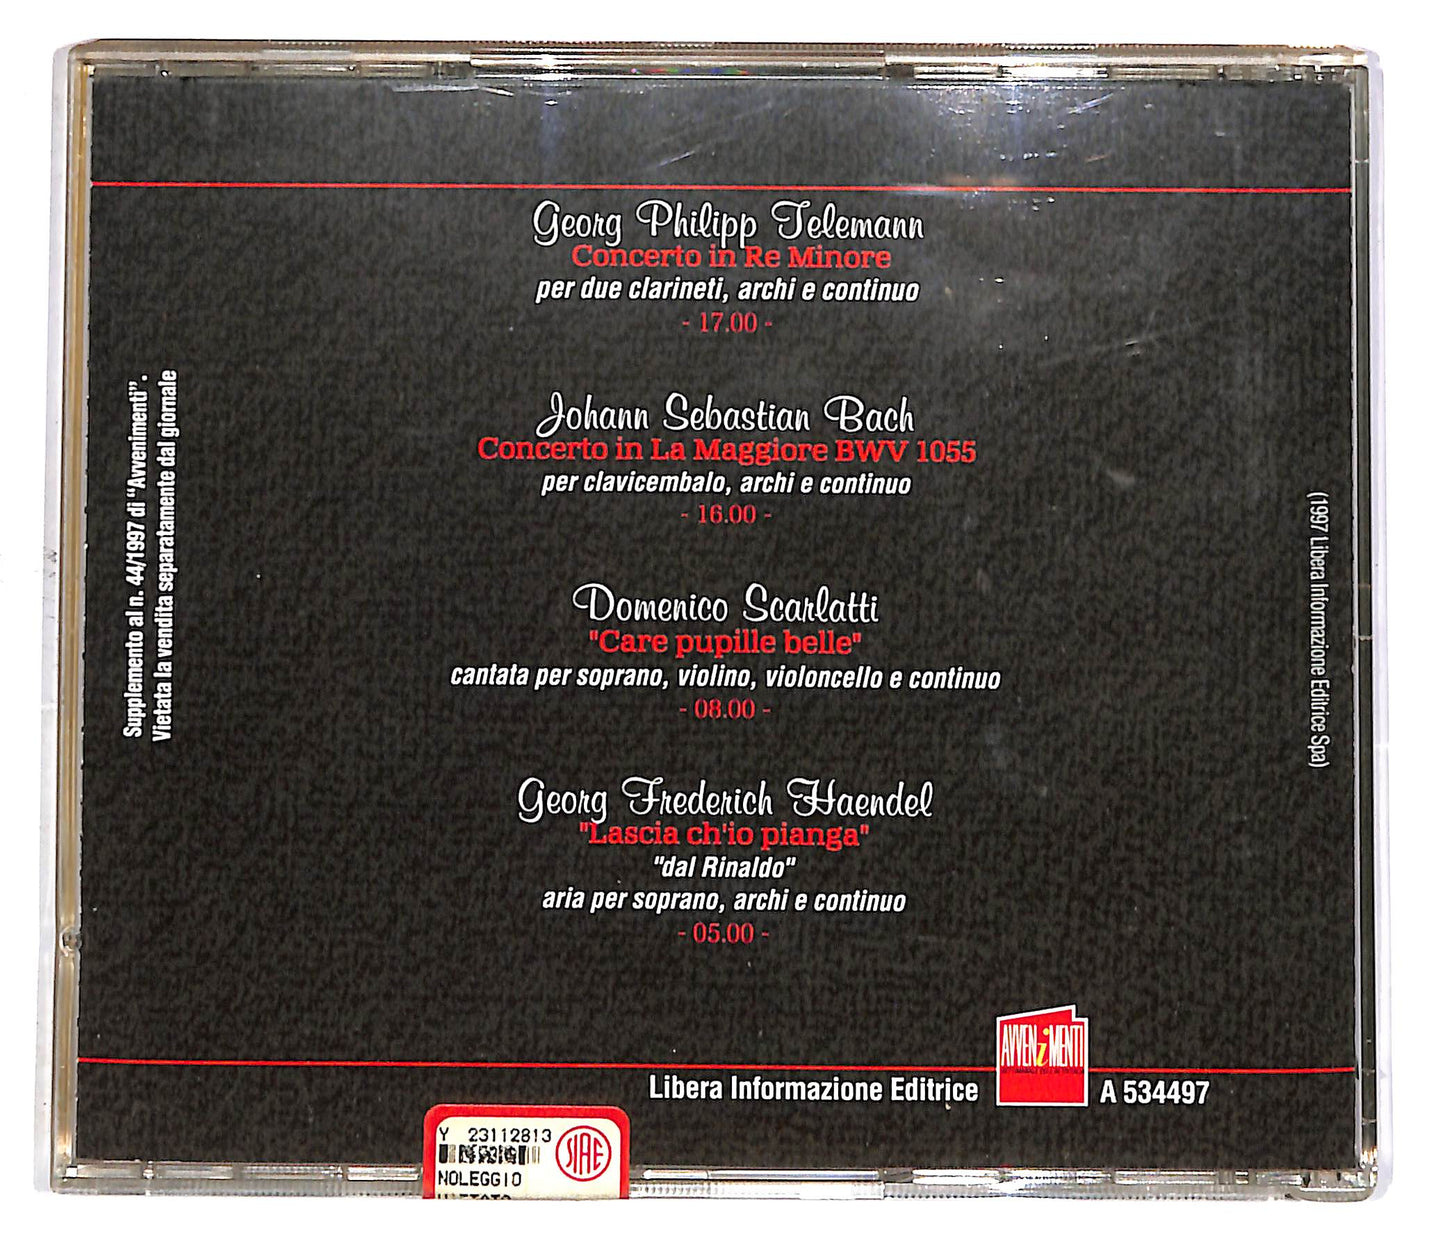 Georg Philipp Telemann
Concerto in Re Minore
per due clarineti, archi e continuo
- 17.00 -
Johann Sebastian Bach
Concerto in La Maggiore BWV 1055
per clavicembalo, archi e continuo
- 16.00 -
Domenico Scarlatti
"Care pupille belle"
cantata per soprano, violino, violoncello e continuo
- 08.00 -
Georg Frederich Haendel
"Lascia ch'io pianga"
"dal Rinaldo"
aria per soprano, archi e continuo
- 05.00 -
Supplemento al n. 44/1997 di "Avvenimenti".
Vietata la vendita separatamente dal giornale
(1997 Libera Informazione Editrice Spa)
AVVENiMENTI
Libera Informazione Editrice
A 534497
Y 23112813
SIAE
NOLEGGIO